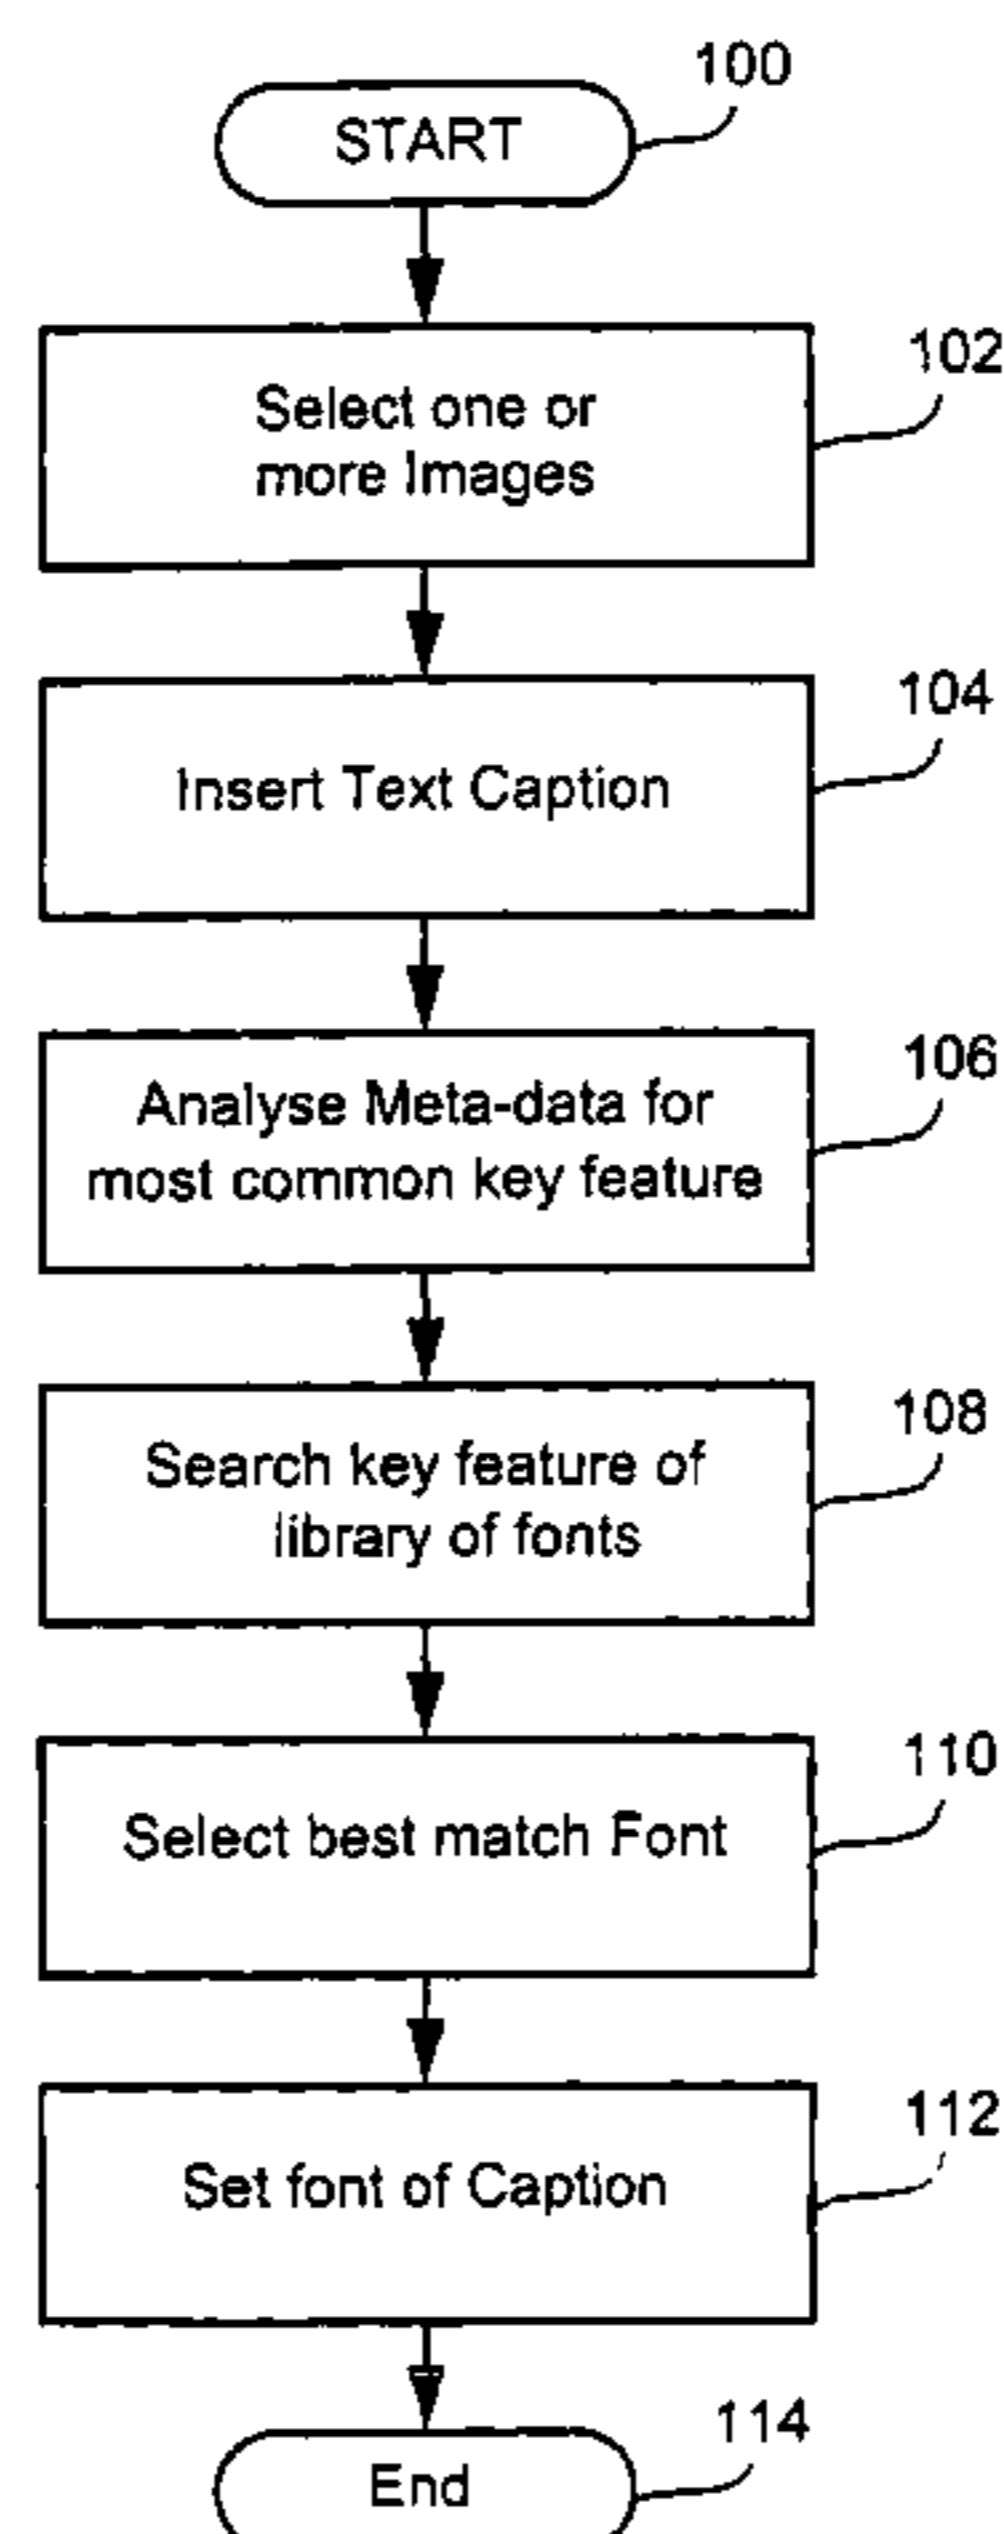 100
START
102
Select one or
more Images
104
Insert Text Caption
106
Analyse Meta-data for
most common key feature
108
Search key feature of
library of fonts
110
Select best match Font
112
Set font of Caption
114
End